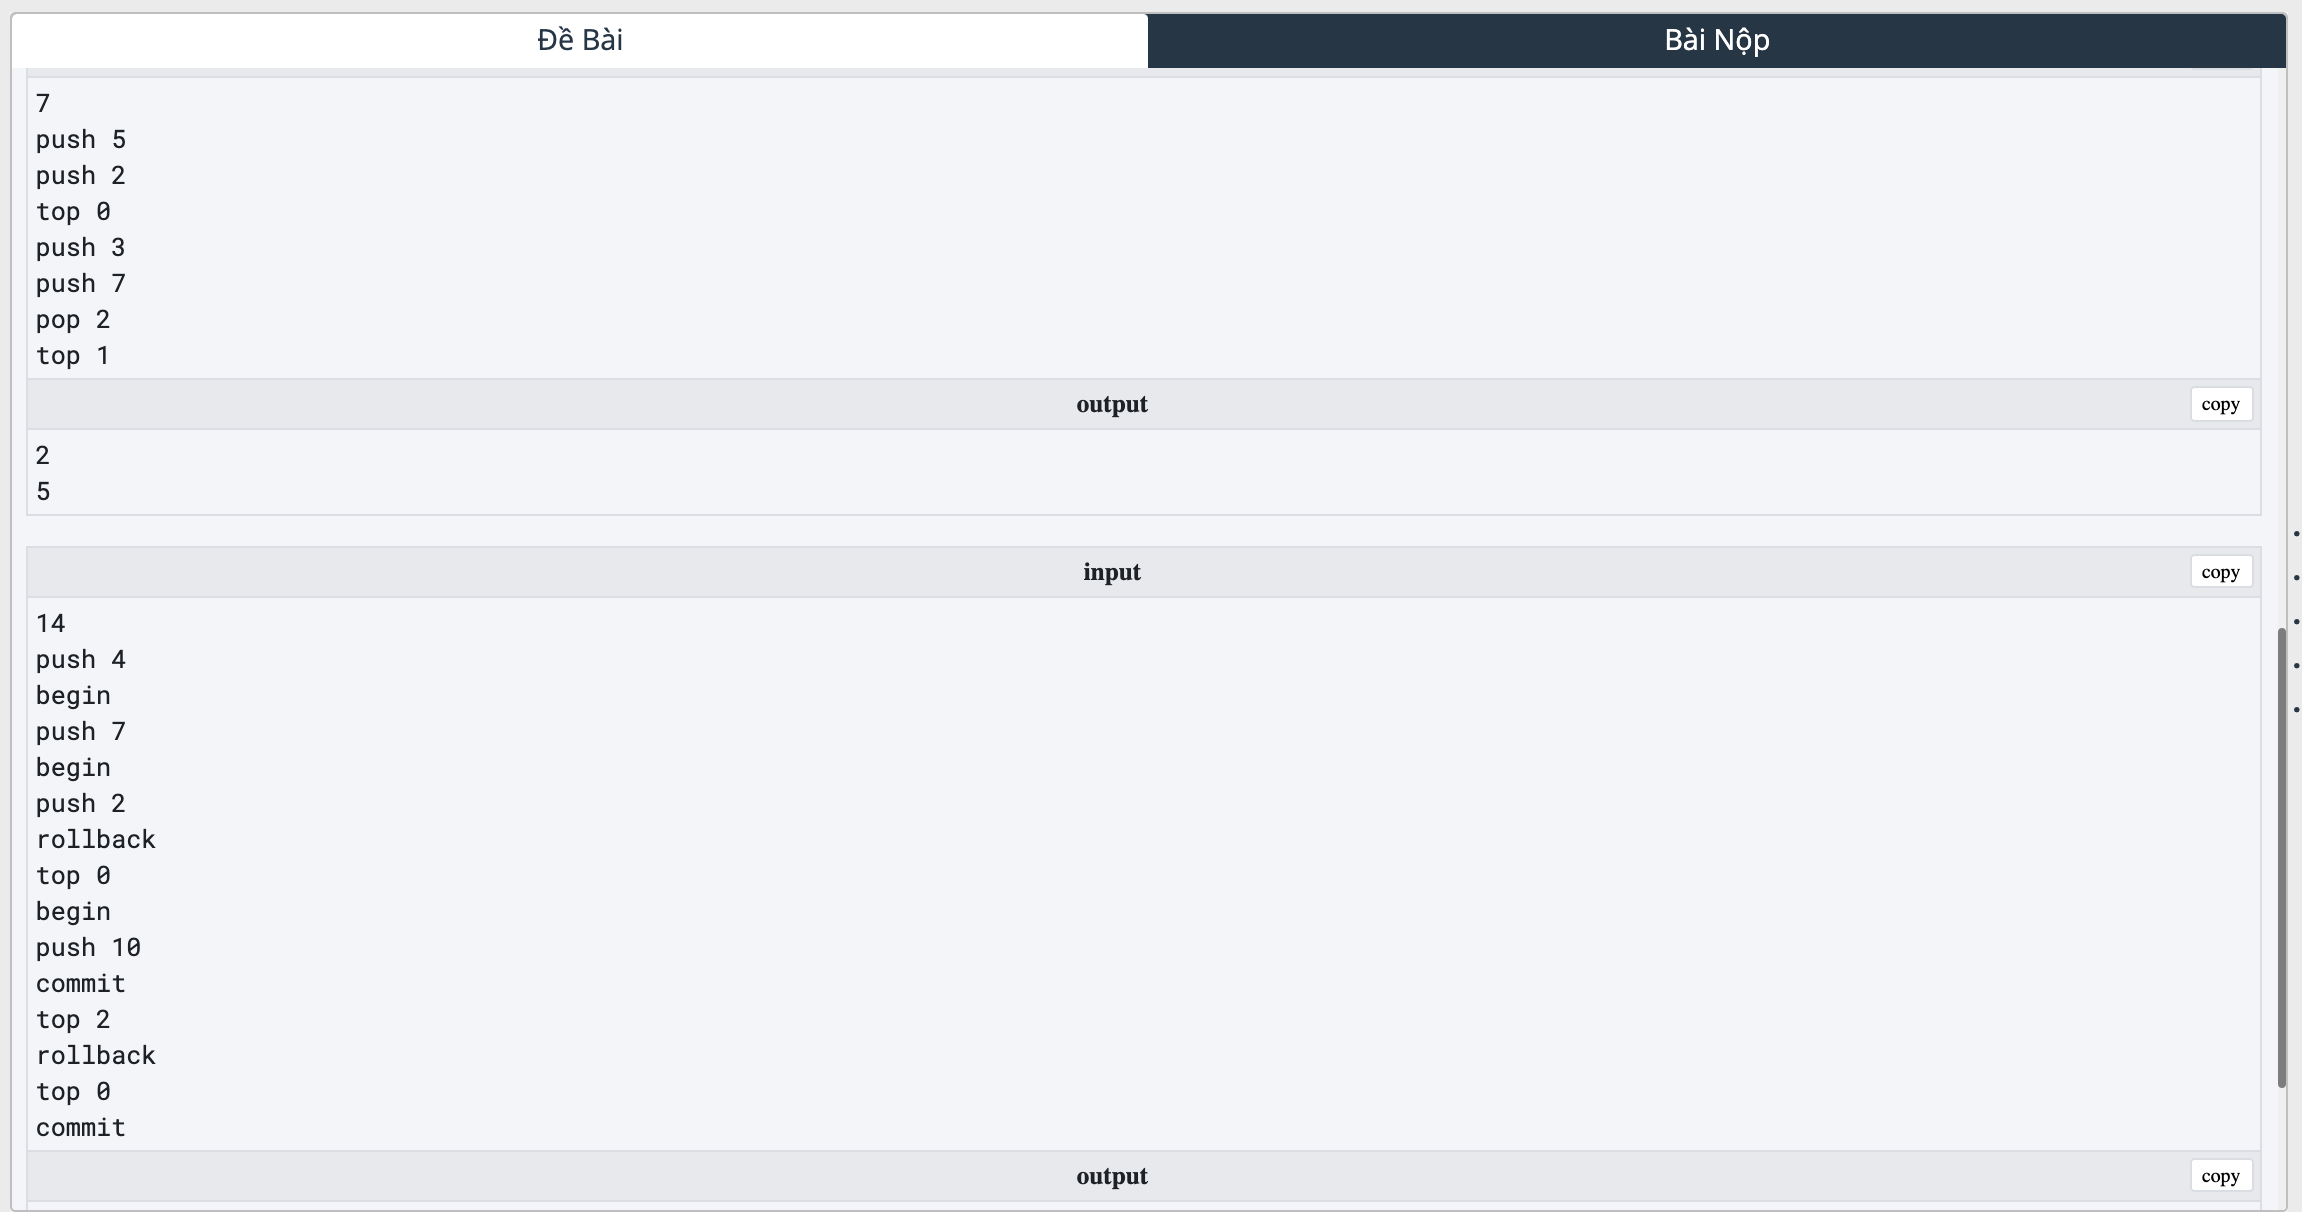 Đề Bài
Bài Nộp
7
push 5
push 2
top 0
push 3
push 7
pop 2
top 1
output
copy
2
5
input
copy
14
push 4
begin
push 7
begin
push 2
rollback
top 0
begin
push 10
commit
top 2
rollback
top 0
commit
output
copy